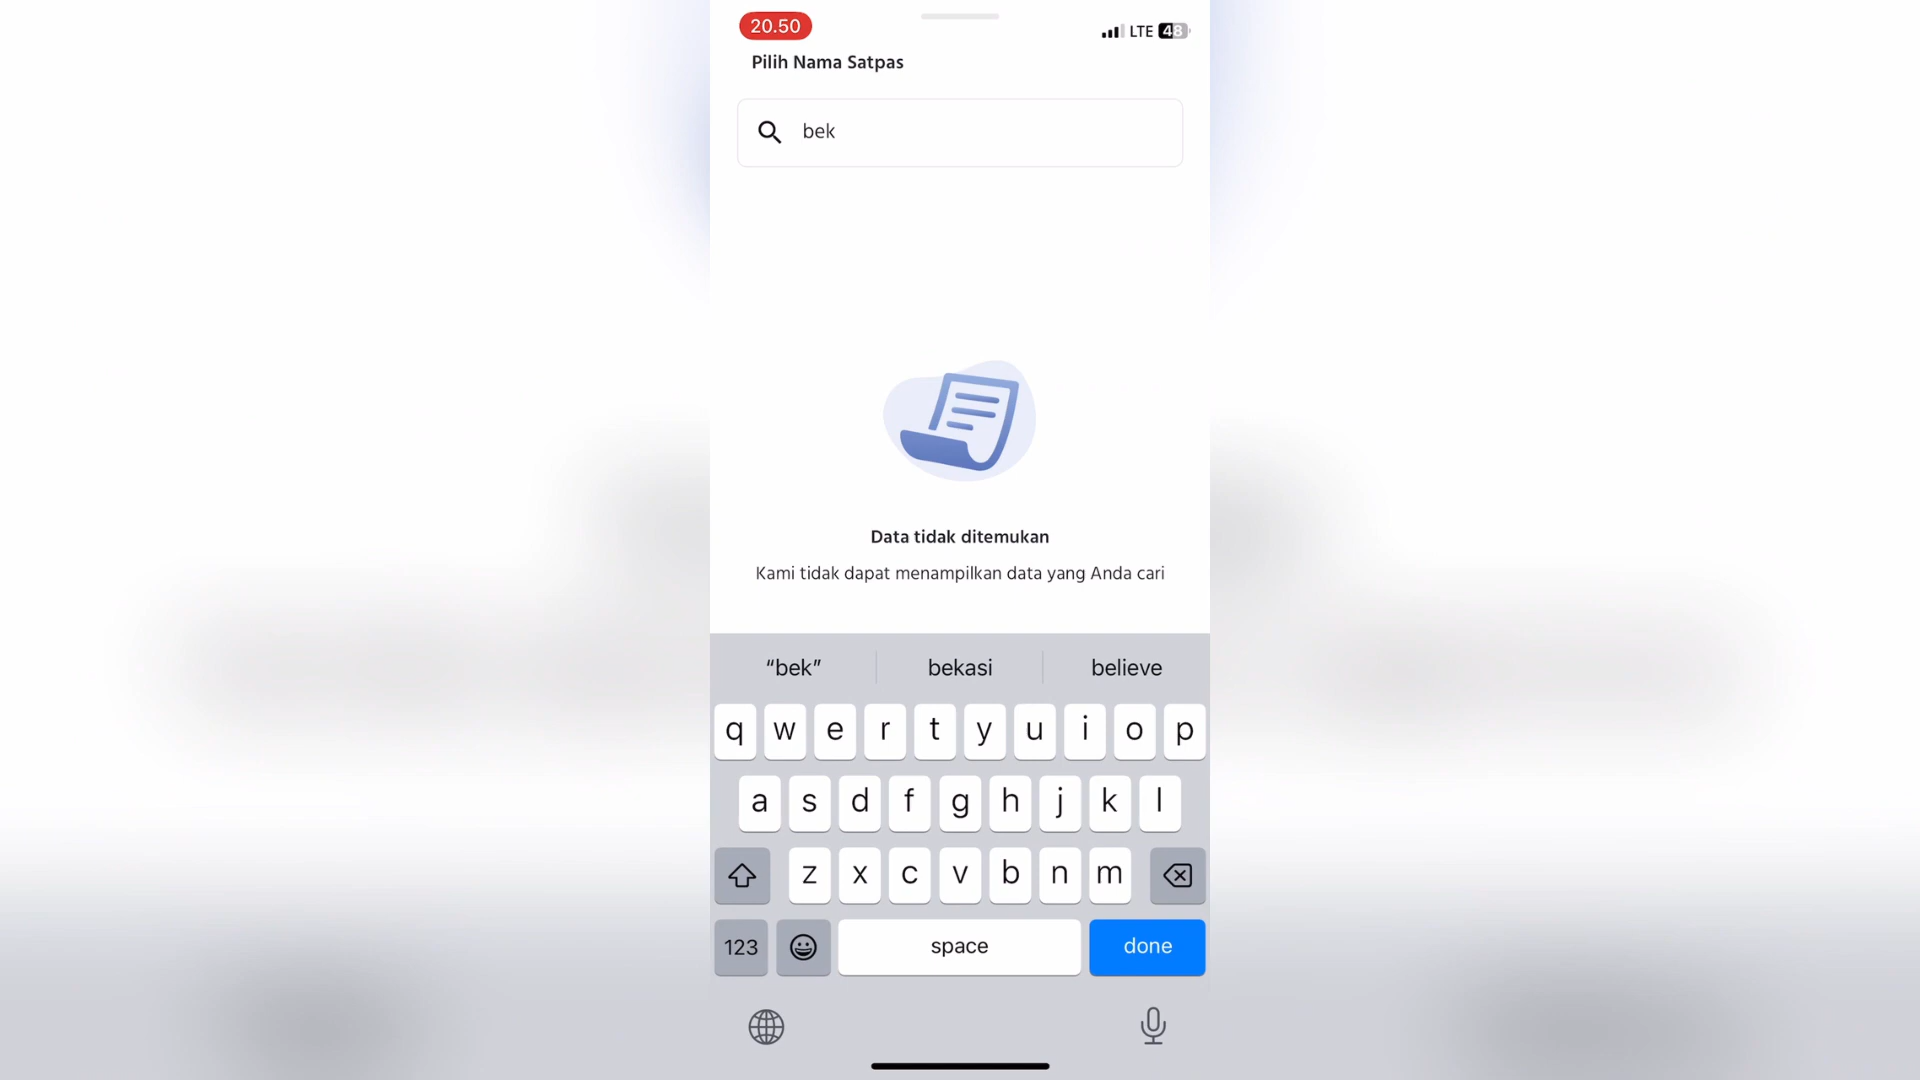 20.50
LTE 48
Pilih Nama Satpas
bek
Data tidak ditemukan
Kami tidak dapat menampilkan data yang Anda cari
“bek” bekasi believe
q w e r t y u i o p
a s d f g h j k l
z x c v b n m
123 space done